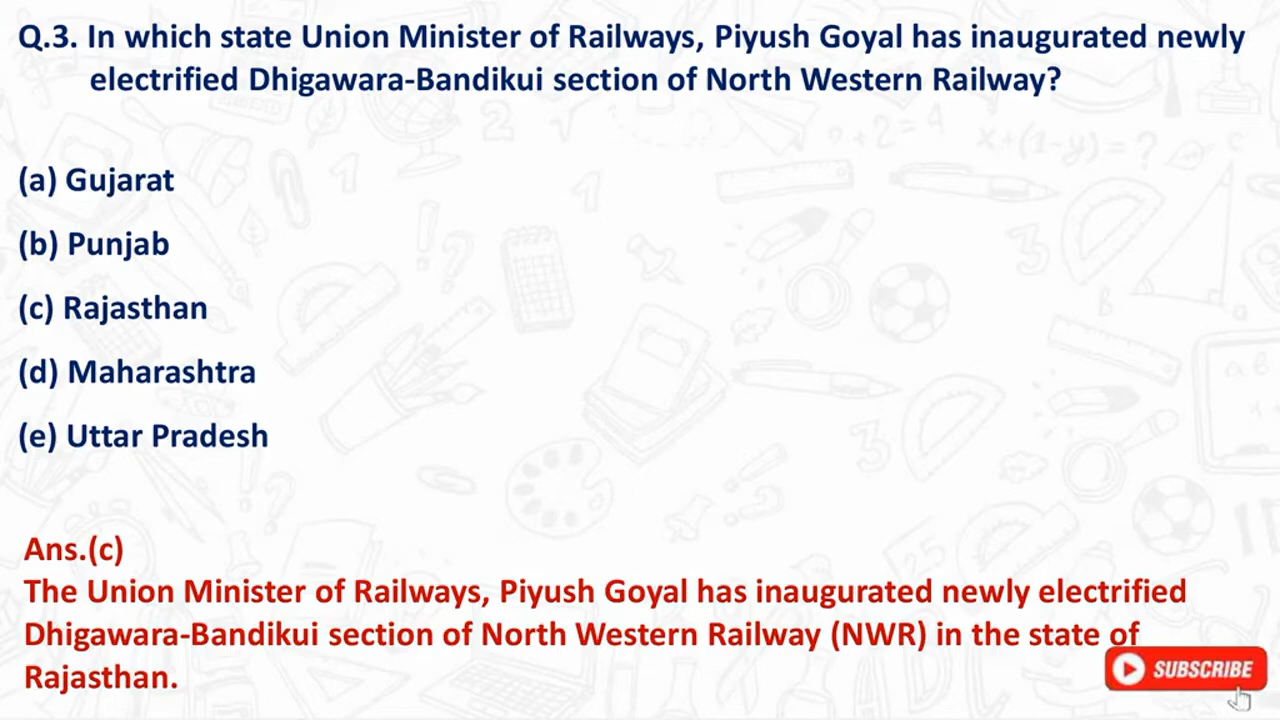 Q.3. In which state Union Minister of Railways, Piyush Goyal has inaugurated newly
electrified Dhigawara-Bandikui section of North Western Railway?
(a) Gujarat
(b) Punjab
(c) Rajasthan
(d) Maharashtra
(e) Uttar Pradesh
Ans.(c)
The Union Minister of Railways, Piyush Goyal has inaugurated newly electrified
Dhigawara-Bandikui section of North Western Railway (NWR) in the state of
Rajasthan.
SUBSCRIBE